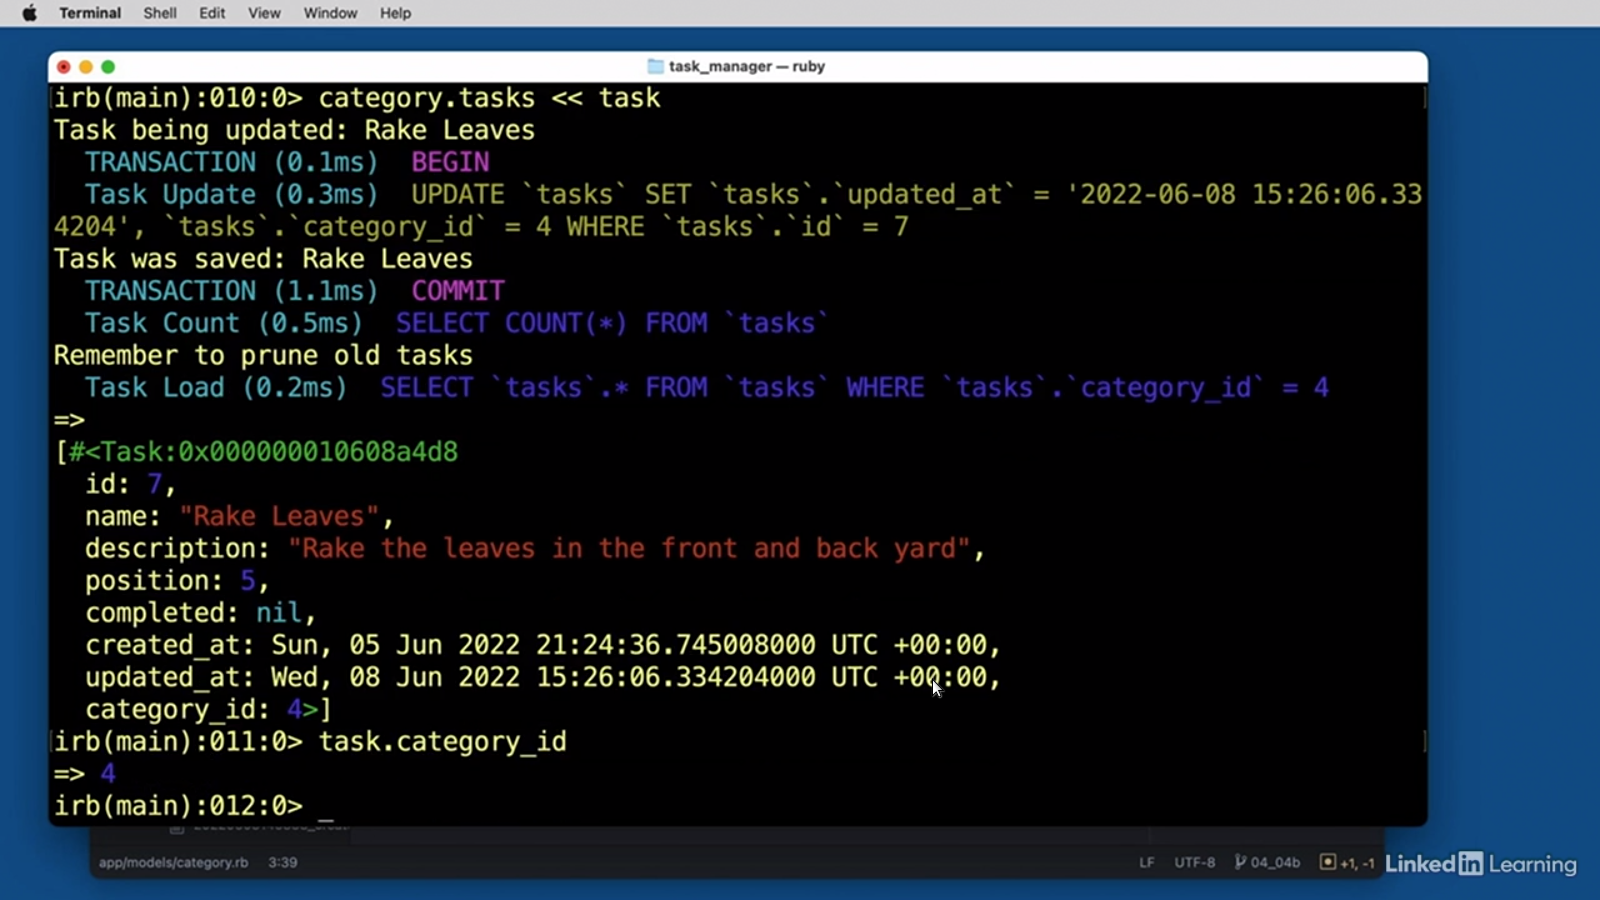 Terminal Shell Edit View Window Help
task_manager — ruby
irb(main):010:0> category.tasks << task
Task being updated: Rake Leaves
TRANSACTION (0.1ms) BEGIN
Task Update (0.3ms) UPDATE `tasks` SET `tasks`.`updated_at` = '2022-06-08 15:26:06.33
4204', `tasks`.`category_id` = 4 WHERE `tasks`.`id` = 7
Task was saved: Rake Leaves
TRANSACTION (1.1ms) COMMIT
Task Count (0.5ms) SELECT COUNT(*) FROM `tasks`
Remember to prune old tasks
Task Load (0.2ms) SELECT `tasks`.* FROM `tasks` WHERE `tasks`.`category_id` = 4
=>
[#<Task:0x000000010608a4d8
id: 7,
name: "Rake Leaves",
description: "Rake the leaves in the front and back yard",
position: 5,
completed: nil,
created_at: Sun, 05 Jun 2022 21:24:36.745008000 UTC +00:00,
updated_at: Wed, 08 Jun 2022 15:26:06.334204000 UTC +00:00,
category_id: 4>]
irb(main):011:0> task.category_id
=> 4
irb(main):012:0> _
app/models/category.rb 3:39 LF UTF-8 04_04b +1, -1
LinkedIn Learning